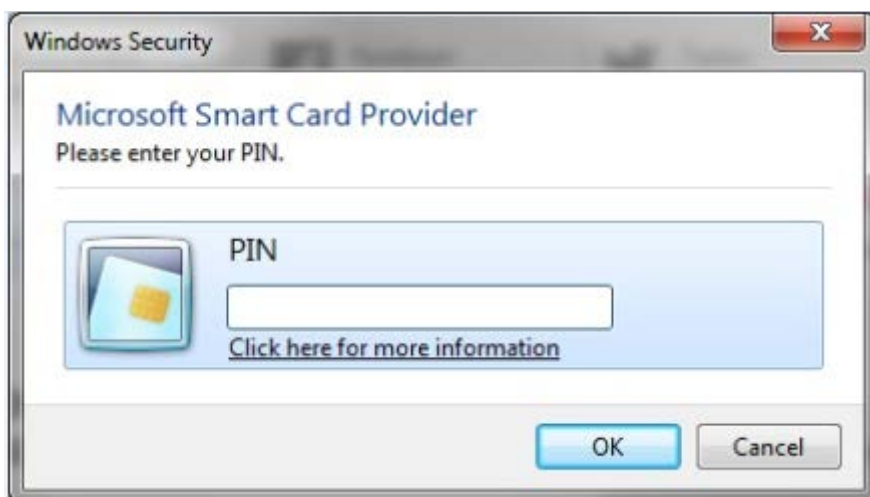 Windows Security
Microsoft Smart Card Provider
Please enter your PIN.
PIN
Click here for more information
OK
Cancel